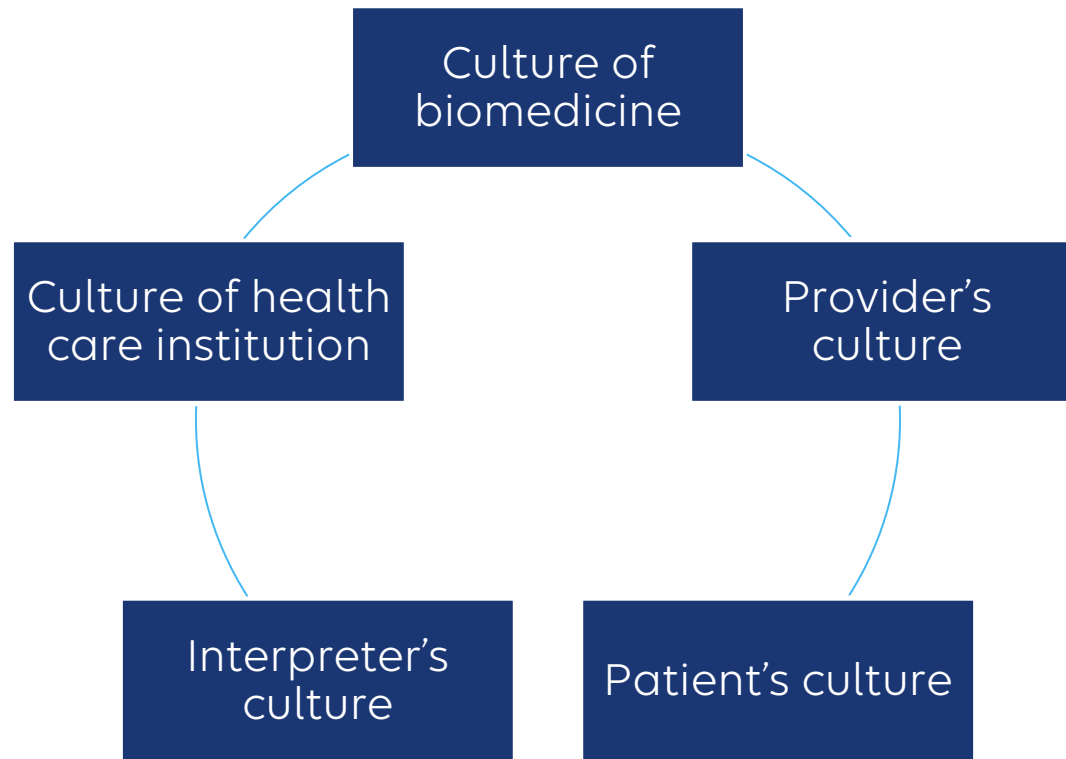 Culture of
biomedicine
Culture of health
care institution
Provider’s
culture
Interpreter’s
culture
Patient’s culture